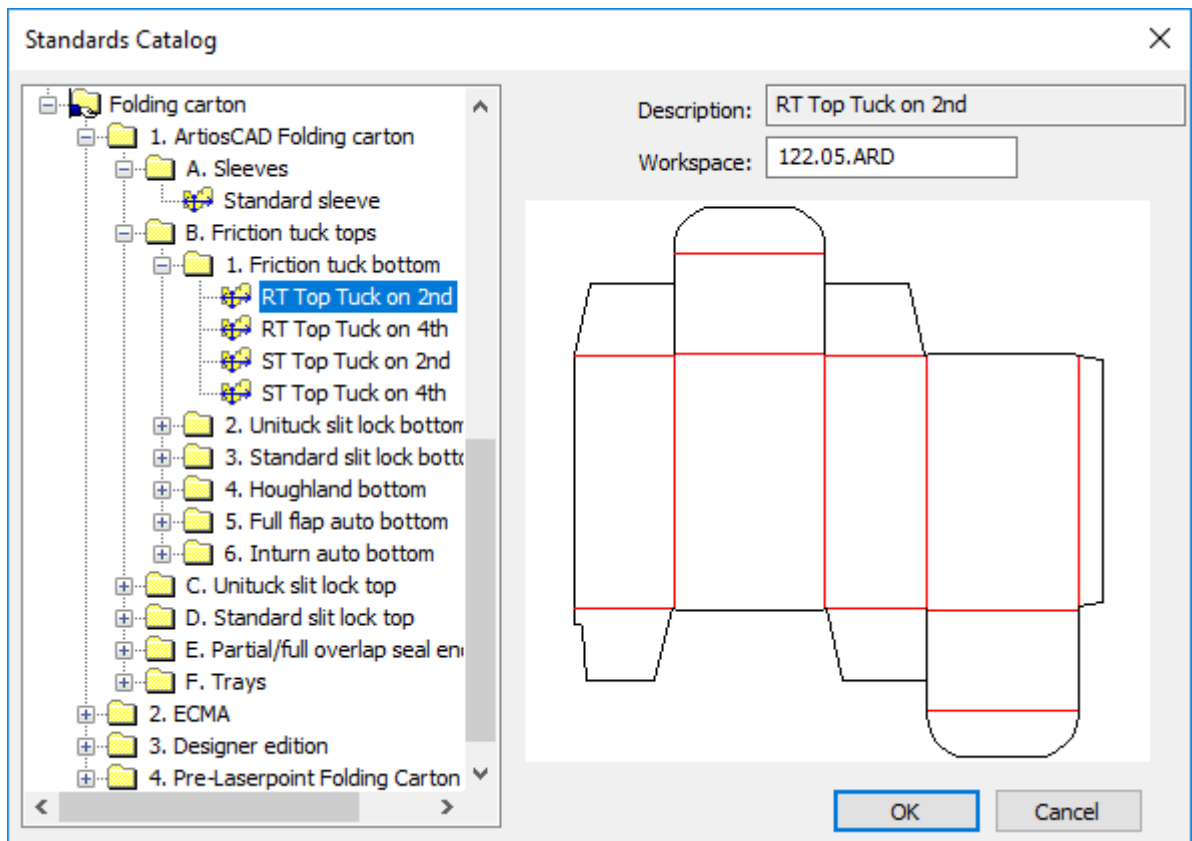 Standards Catalog
Folding carton
1. ArtiosCAD Folding carton
A. Sleeves
Standard sleeve
B. Friction tuck tops
1. Friction tuck bottom
RT Top Tuck on 2nd
RT Top Tuck on 4th
ST Top Tuck on 2nd
ST Top Tuck on 4th
2. Unituck slit lock bottom
3. Standard slit lock botto
4. Houghland bottom
5. Full flap auto bottom
6. Inturn auto bottom
C. Unituck slit lock top
D. Standard slit lock top
E. Partial/full overlap seal en
F. Trays
2. ECMA
3. Designer edition
4. Pre-Laserpoint Folding Carton
Description: RT Top Tuck on 2nd
Workspace: 122.05.ARD
OK Cancel